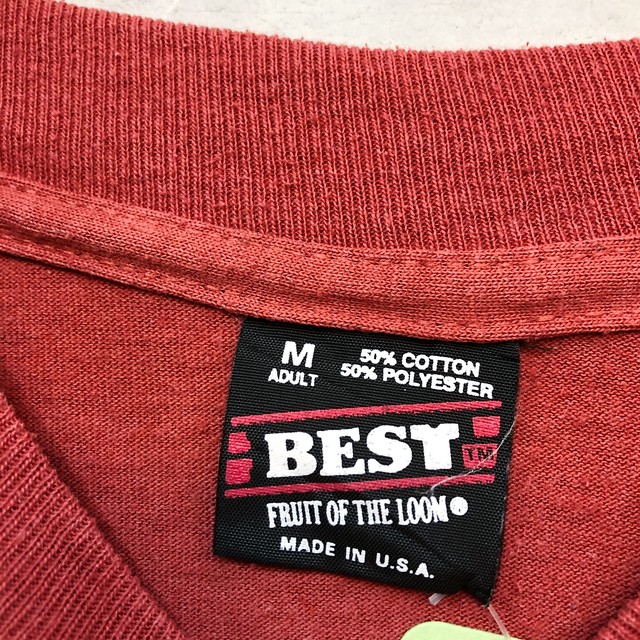 M 50% COTTON
ADULT 50% POLYESTER
BEST TM
FRUIT OF THE LOOM®
MADE IN U.S.A.